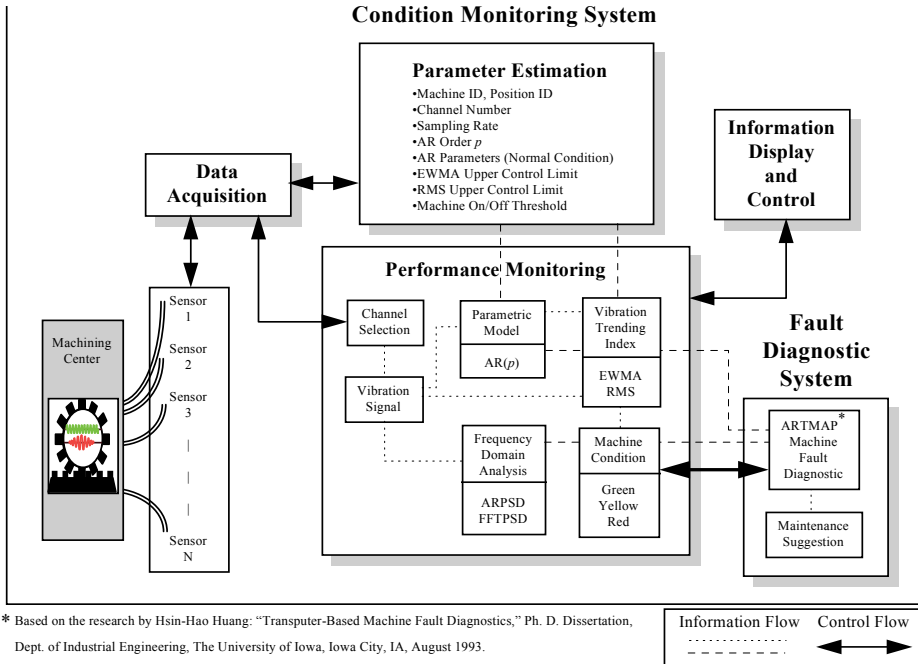 Condition Monitoring System
Parameter Estimation
•Machine ID, Position ID
•Channel Number
•Sampling Rate
•AR Order p
•AR Parameters (Normal Condition)
•EWMA Upper Control Limit
•RMS Upper Control Limit
•Machine On/Off Threshold
Data
Acquisition
Information
Display
and
Control
Performance Monitoring
Channel
Selection
Vibration
Signal
Parametric
Model
AR(p)
Vibration
Trending
Index
EWMA
RMS
Frequency
Domain
Analysis
ARPSD
FFTPSD
Machine
Condition
Green
Yellow
Red
Machining
Center
Sensor
1
Sensor
2
Sensor
3
Sensor
N
Fault
Diagnostic
System
ARTMAP*
Machine
Fault
Diagnostic
Maintenance
Suggestion
* Based on the research by Hsin-Hao Huang: “Transputer-Based Machine Fault Diagnostics,” Ph. D. Dissertation,
Dept. of Industrial Engineering, The University of Iowa, Iowa City, IA, August 1993.
Information Flow
Control Flow